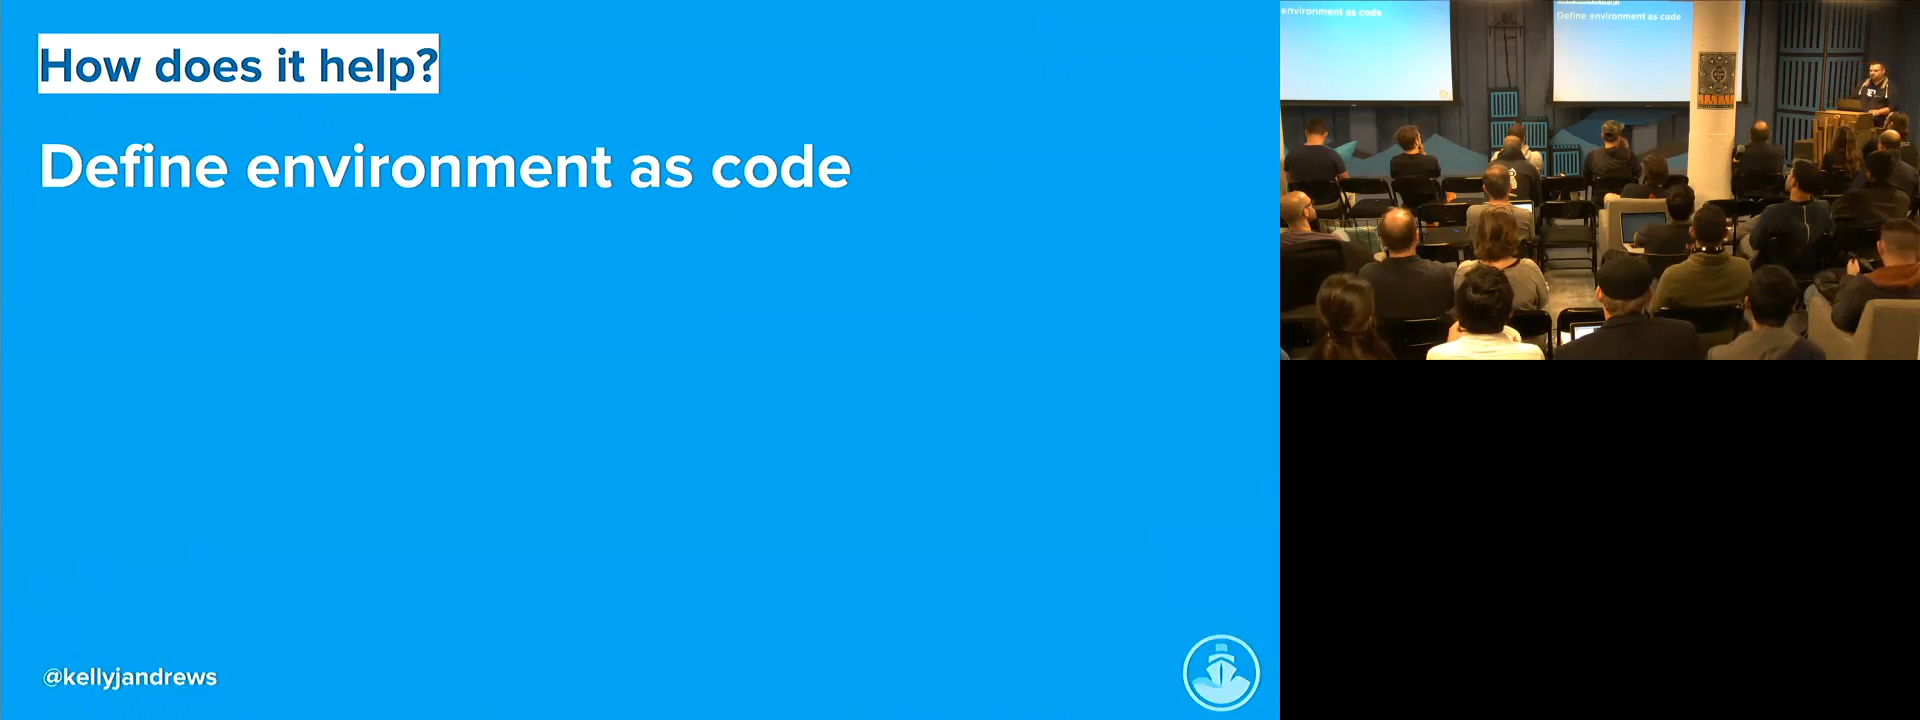 How does it help?
Define environment as code
@kellyjandrews
environment as code
Define environment as code